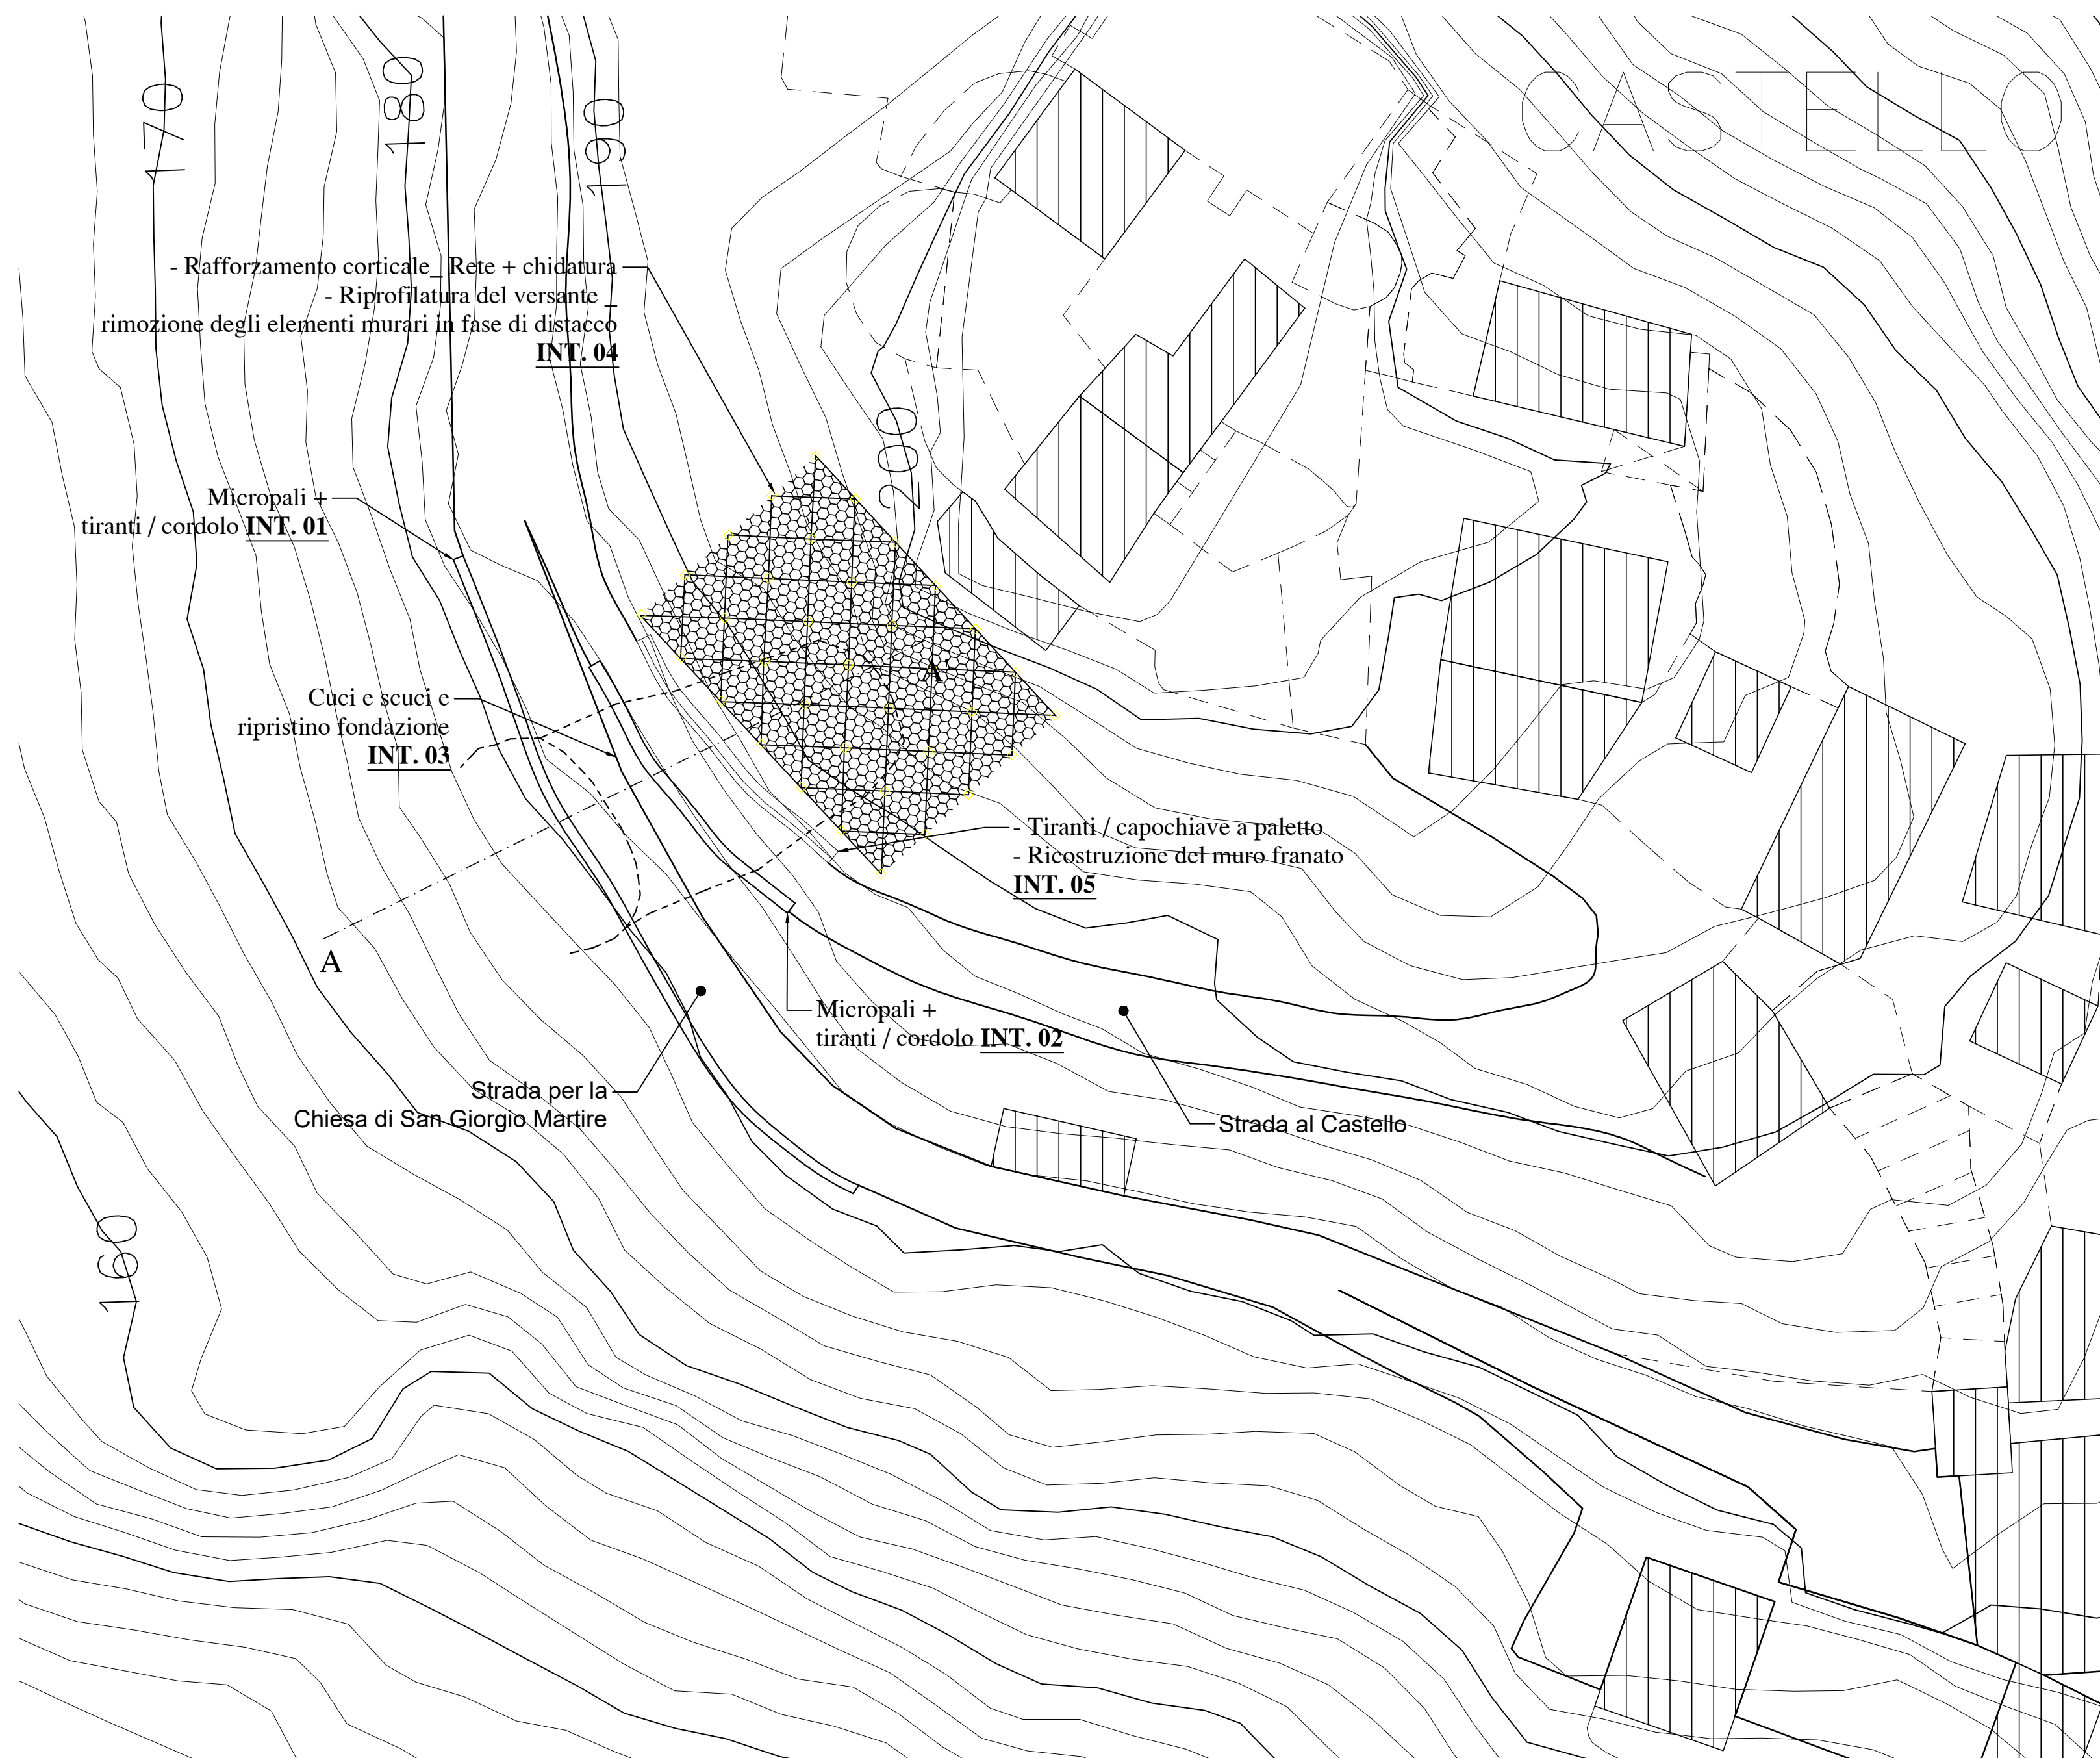 CASTELLO
170
180
190
- Rafforzamento corticale_ Rete + chidatura
- Riprofilatura del versante _
rimozione degli elementi murari in fase di distacco
INT. 04
200
Micropali +
tiranti / cordolo INT. 01
Cuci e scuci e
ripristino fondazione
INT. 03
A'
- Tiranti / capochiave a paletto
- Ricostruzione del muro franato
INT. 05
A
Micropali +
tiranti / cordolo INT. 02
Strada per la
Chiesa di San Giorgio Martire
Strada al Castello
160